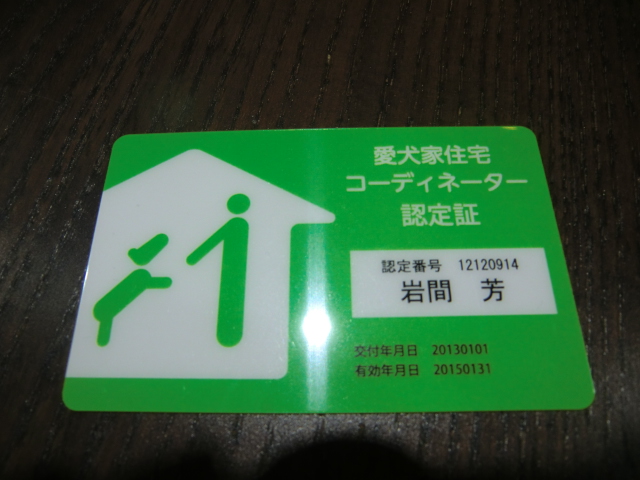 愛犬家住宅
コーディネーター
認定証
認定番号 12120914
岩間 芳
交付年月日 20130101
有効年月日 20150131